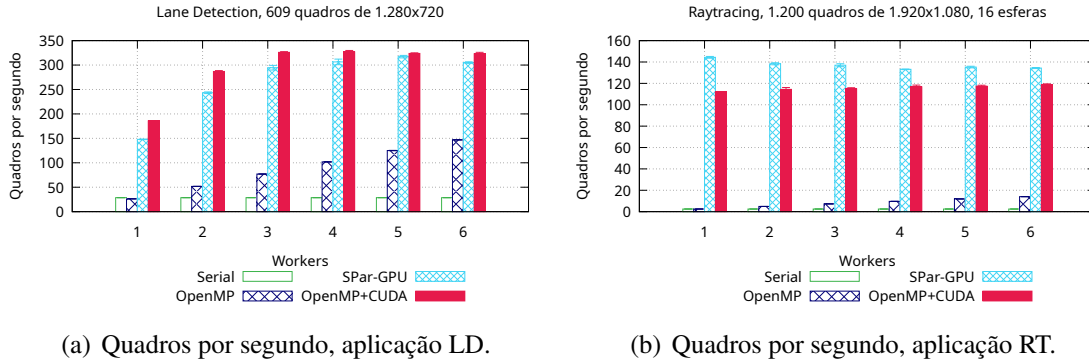 Lane Detection, 609 quadros de 1.280x720
Quadros por segundo
350
300
250
200
150
100
50
0
1 2 3 4 5 6
Workers
Serial SPar-GPU
OpenMP OpenMP+CUDA
(a) Quadros por segundo, aplicação LD.
Raytracing, 1.200 quadros de 1.920x1.080, 16 esferas
Quadros por segundo
160
140
120
100
80
60
40
20
0
1 2 3 4 5 6
Workers
Serial SPar-GPU
OpenMP OpenMP+CUDA
(b) Quadros por segundo, aplicação RT.